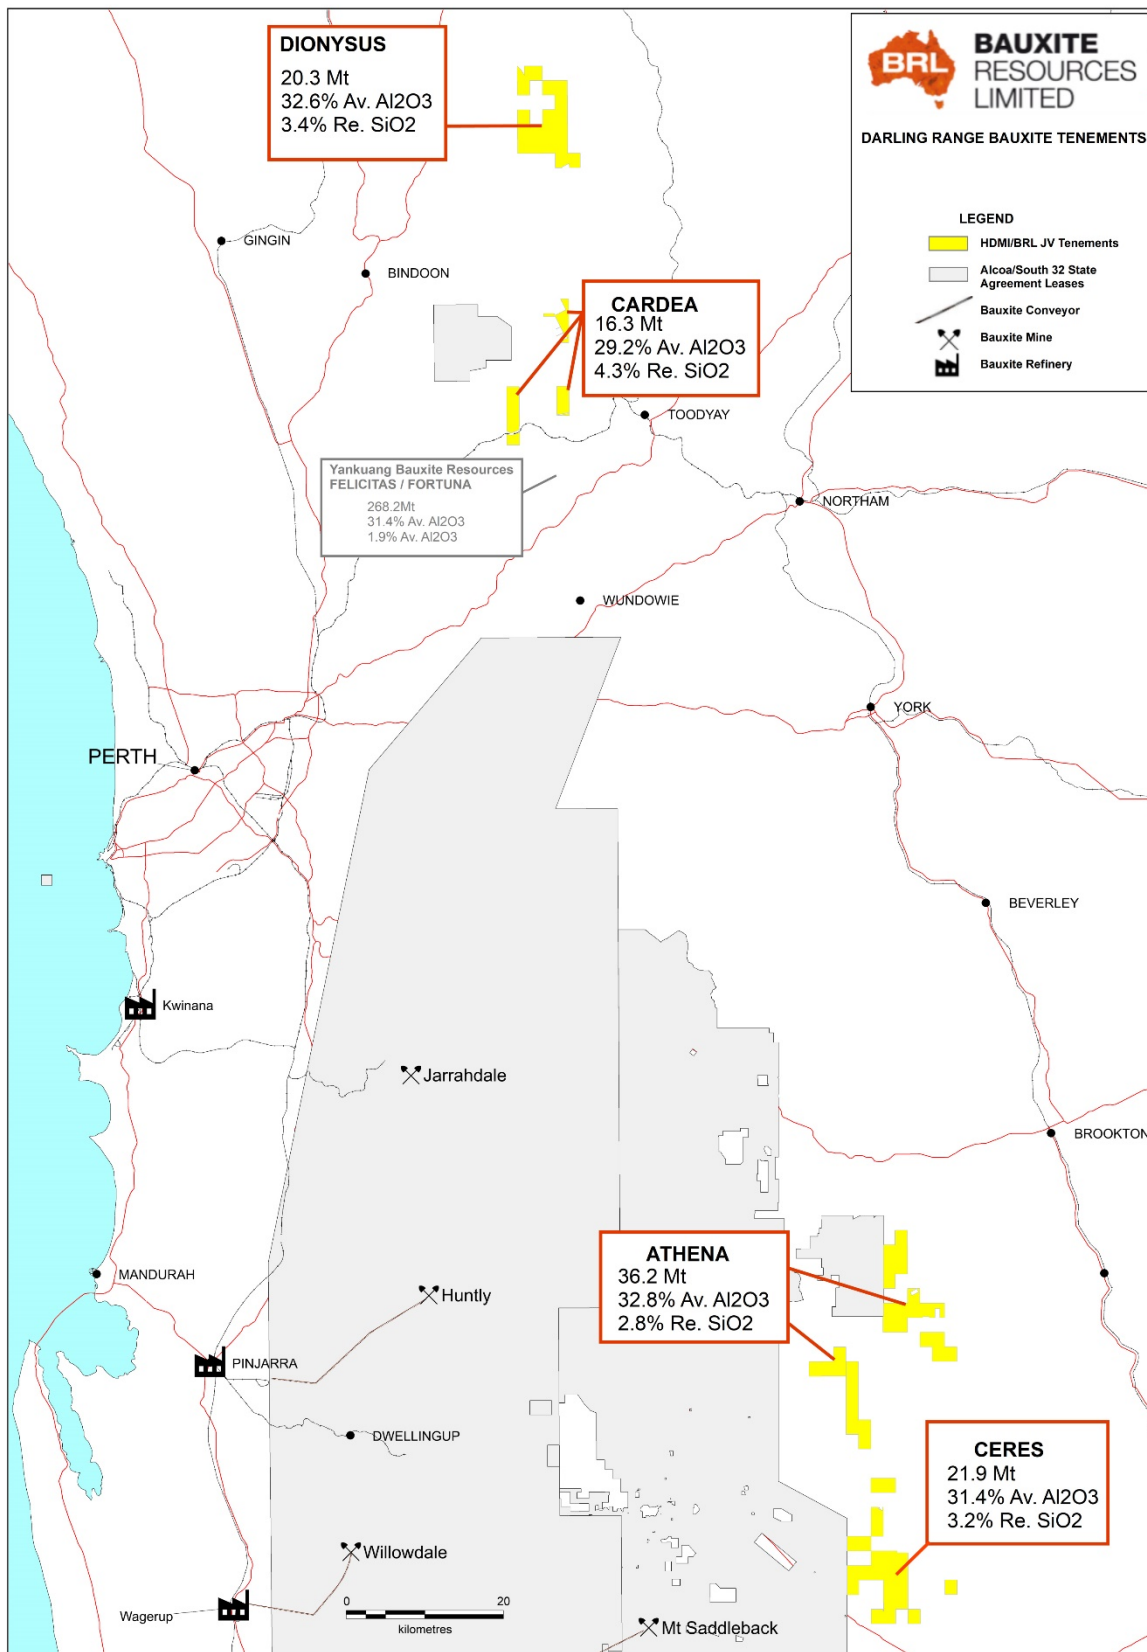 DIONYSUS
20.3 Mt
32.6% Av. Al2O3
3.4% Re. SiO2
BRL
BAUXITE
RESOURCES
LIMITED
DARLING RANGE BAUXITE TENEMENTS
LEGEND
HDMI/BRL JV Tenements
Alcoa/South 32 State
Agreement Leases
Bauxite Conveyor
Bauxite Mine
Bauxite Refinery
GINGIN
BINDOON
CARDEA
16.3 Mt
29.2% Av. Al2O3
4.3% Re. SiO2
TOODYAY
Yankuang Bauxite Resources
FELICITAS / FORTUNA
268.2Mt
31.4% Av. Al2O3
1.9% Av. Al2O3
NORTHAM
WUNDOWIE
YORK
PERTH
BEVERLEY
Kwinana
Jarrahdale
BROOKTON
ATHENA
36.2 Mt
32.8% Av. Al2O3
2.8% Re. SiO2
MANDURAH
Huntly
PINJARRA
DWELLINGUP
CERES
21.9 Mt
31.4% Av. Al2O3
3.2% Re. SiO2
Willowdale
Wagerup
0 20
kilometres
Mt Saddleback